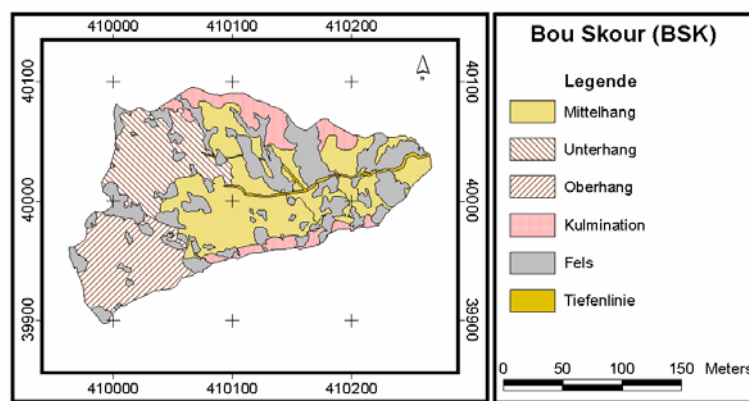 410000 410100 410200
40100 40100
N
40000 40000
39900 39900
410000 410100 410200
Bou Skour (BSK)
Legende
Mittelhang
Unterhang
Oberhang
Kulmination
Fels
Tiefenlinie
0 50 100 150 Meters